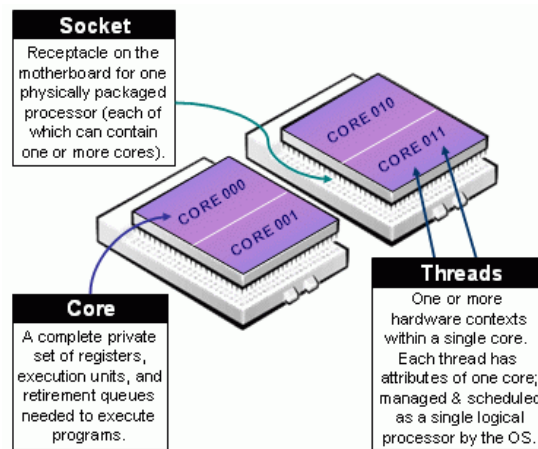 Socket
Receptacle on the
motherboard for one
physically packaged
processor (each of
which can contain
one or more cores).
CORE 010
CORE 011
CORE 000
CORE 001
Core
A complete private
set of registers,
execution units, and
retirement queues
needed to execute
programs.
Threads
One or more
hardware contexts
within a single core.
Each thread has
attributes of one core;
managed & scheduled
as a single logical
processor by the OS.